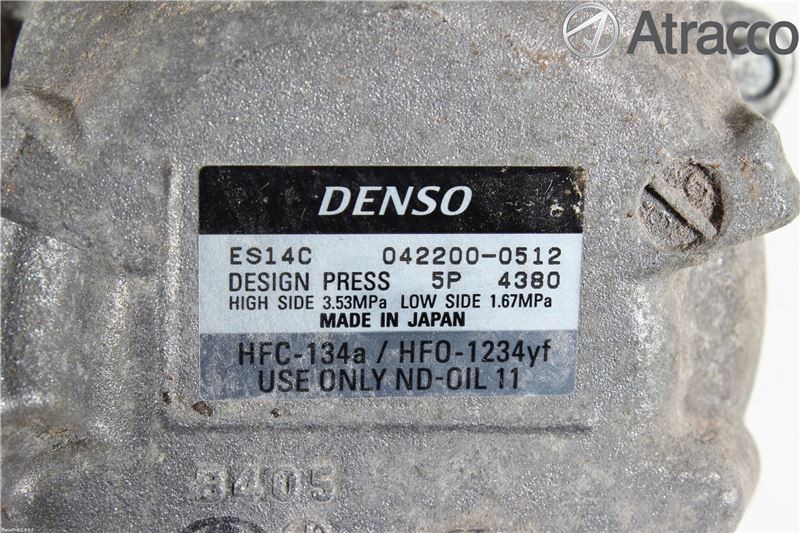 Atracco
DENSO
ES14C 042200-0512
DESIGN PRESS 5P 4380
HIGH SIDE 3.53MPa LOW SIDE 1.67MPa
MADE IN JAPAN
HFC-134a / HFO-1234yf
USE ONLY ND-OIL 11
B405